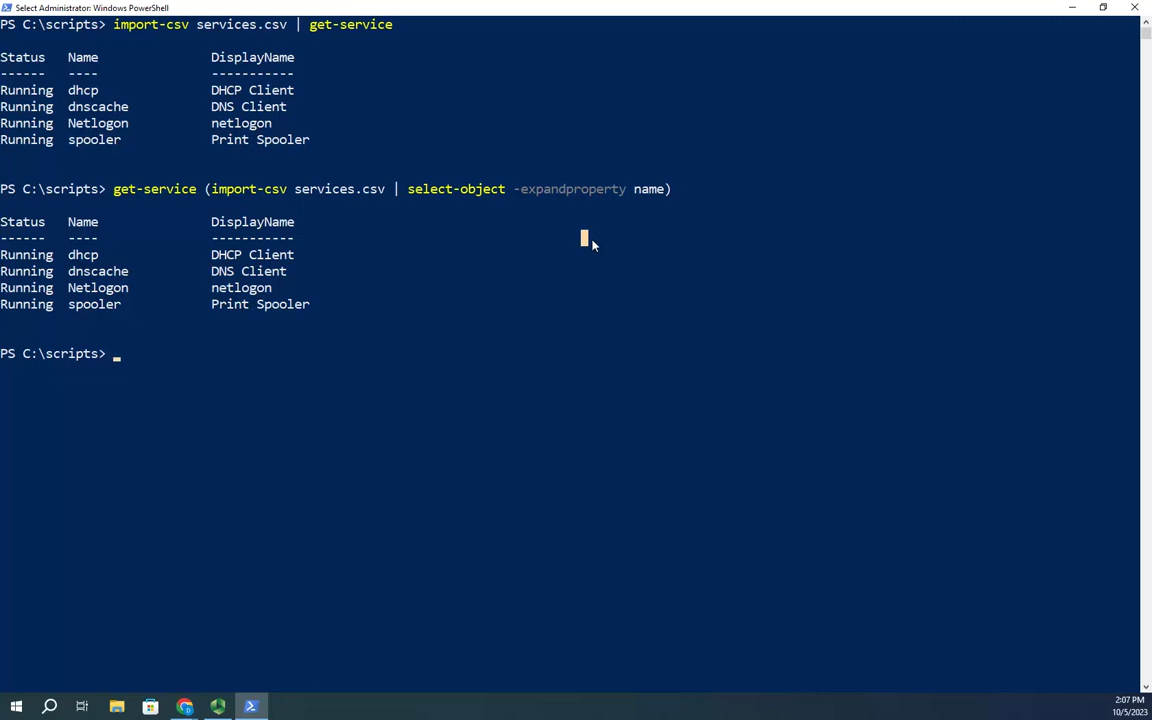 Select Administrator: Windows PowerShell
PS C:\scripts> import-csv services.csv | get-service
Status   Name               DisplayName
------   ----               -----------
Running  dhcp               DHCP Client
Running  dnscache           DNS Client
Running  Netlogon           netlogon
Running  spooler            Print Spooler
PS C:\scripts> get-service (import-csv services.csv | select-object -expandproperty name)
Status   Name               DisplayName
------   ----               -----------
Running  dhcp               DHCP Client
Running  dnscache           DNS Client
Running  Netlogon           netlogon
Running  spooler            Print Spooler
PS C:\scripts>
2:07 PM
10/5/2023